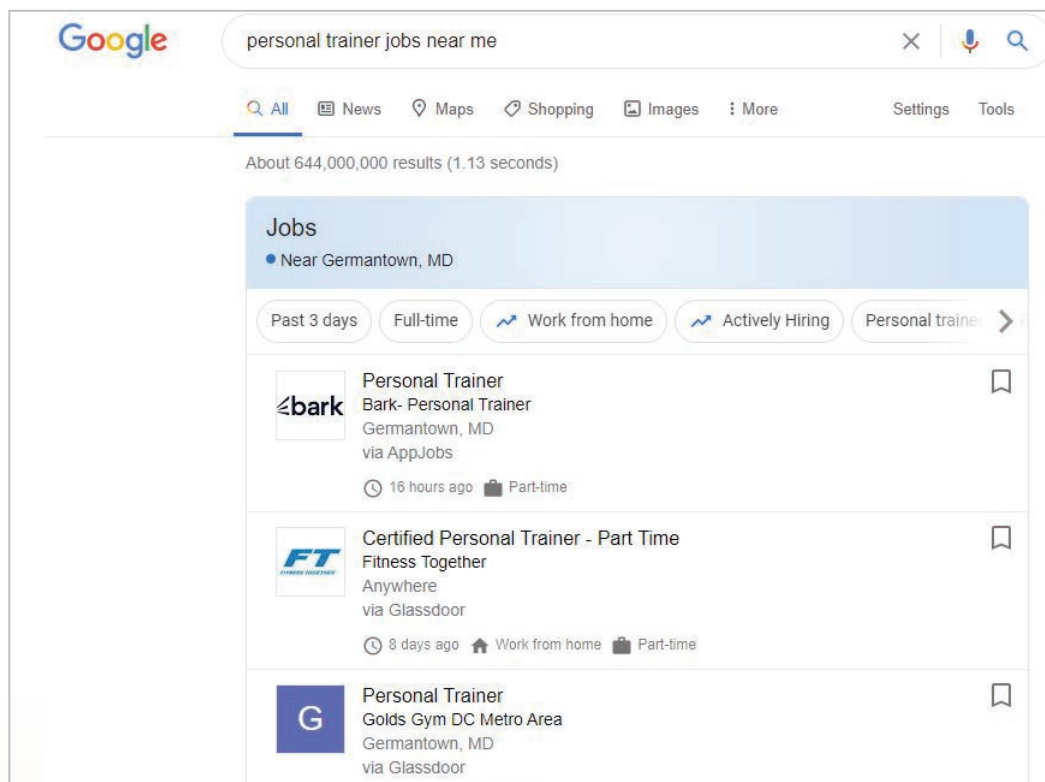 Google
personal trainer jobs near me
All News Maps Shopping Images More Settings Tools
About 644,000,000 results (1.13 seconds)
Jobs
Near Germantown, MD
Past 3 days Full-time Work from home Actively Hiring Personal trainer
bark
Personal Trainer
Bark- Personal Trainer
Germantown, MD
via AppJobs
16 hours ago Part-time
FT
FITNESS TOGETHER
Certified Personal Trainer - Part Time
Fitness Together
Anywhere
via Glassdoor
8 days ago Work from home Part-time
G
Personal Trainer
Golds Gym DC Metro Area
Germantown, MD
via Glassdoor